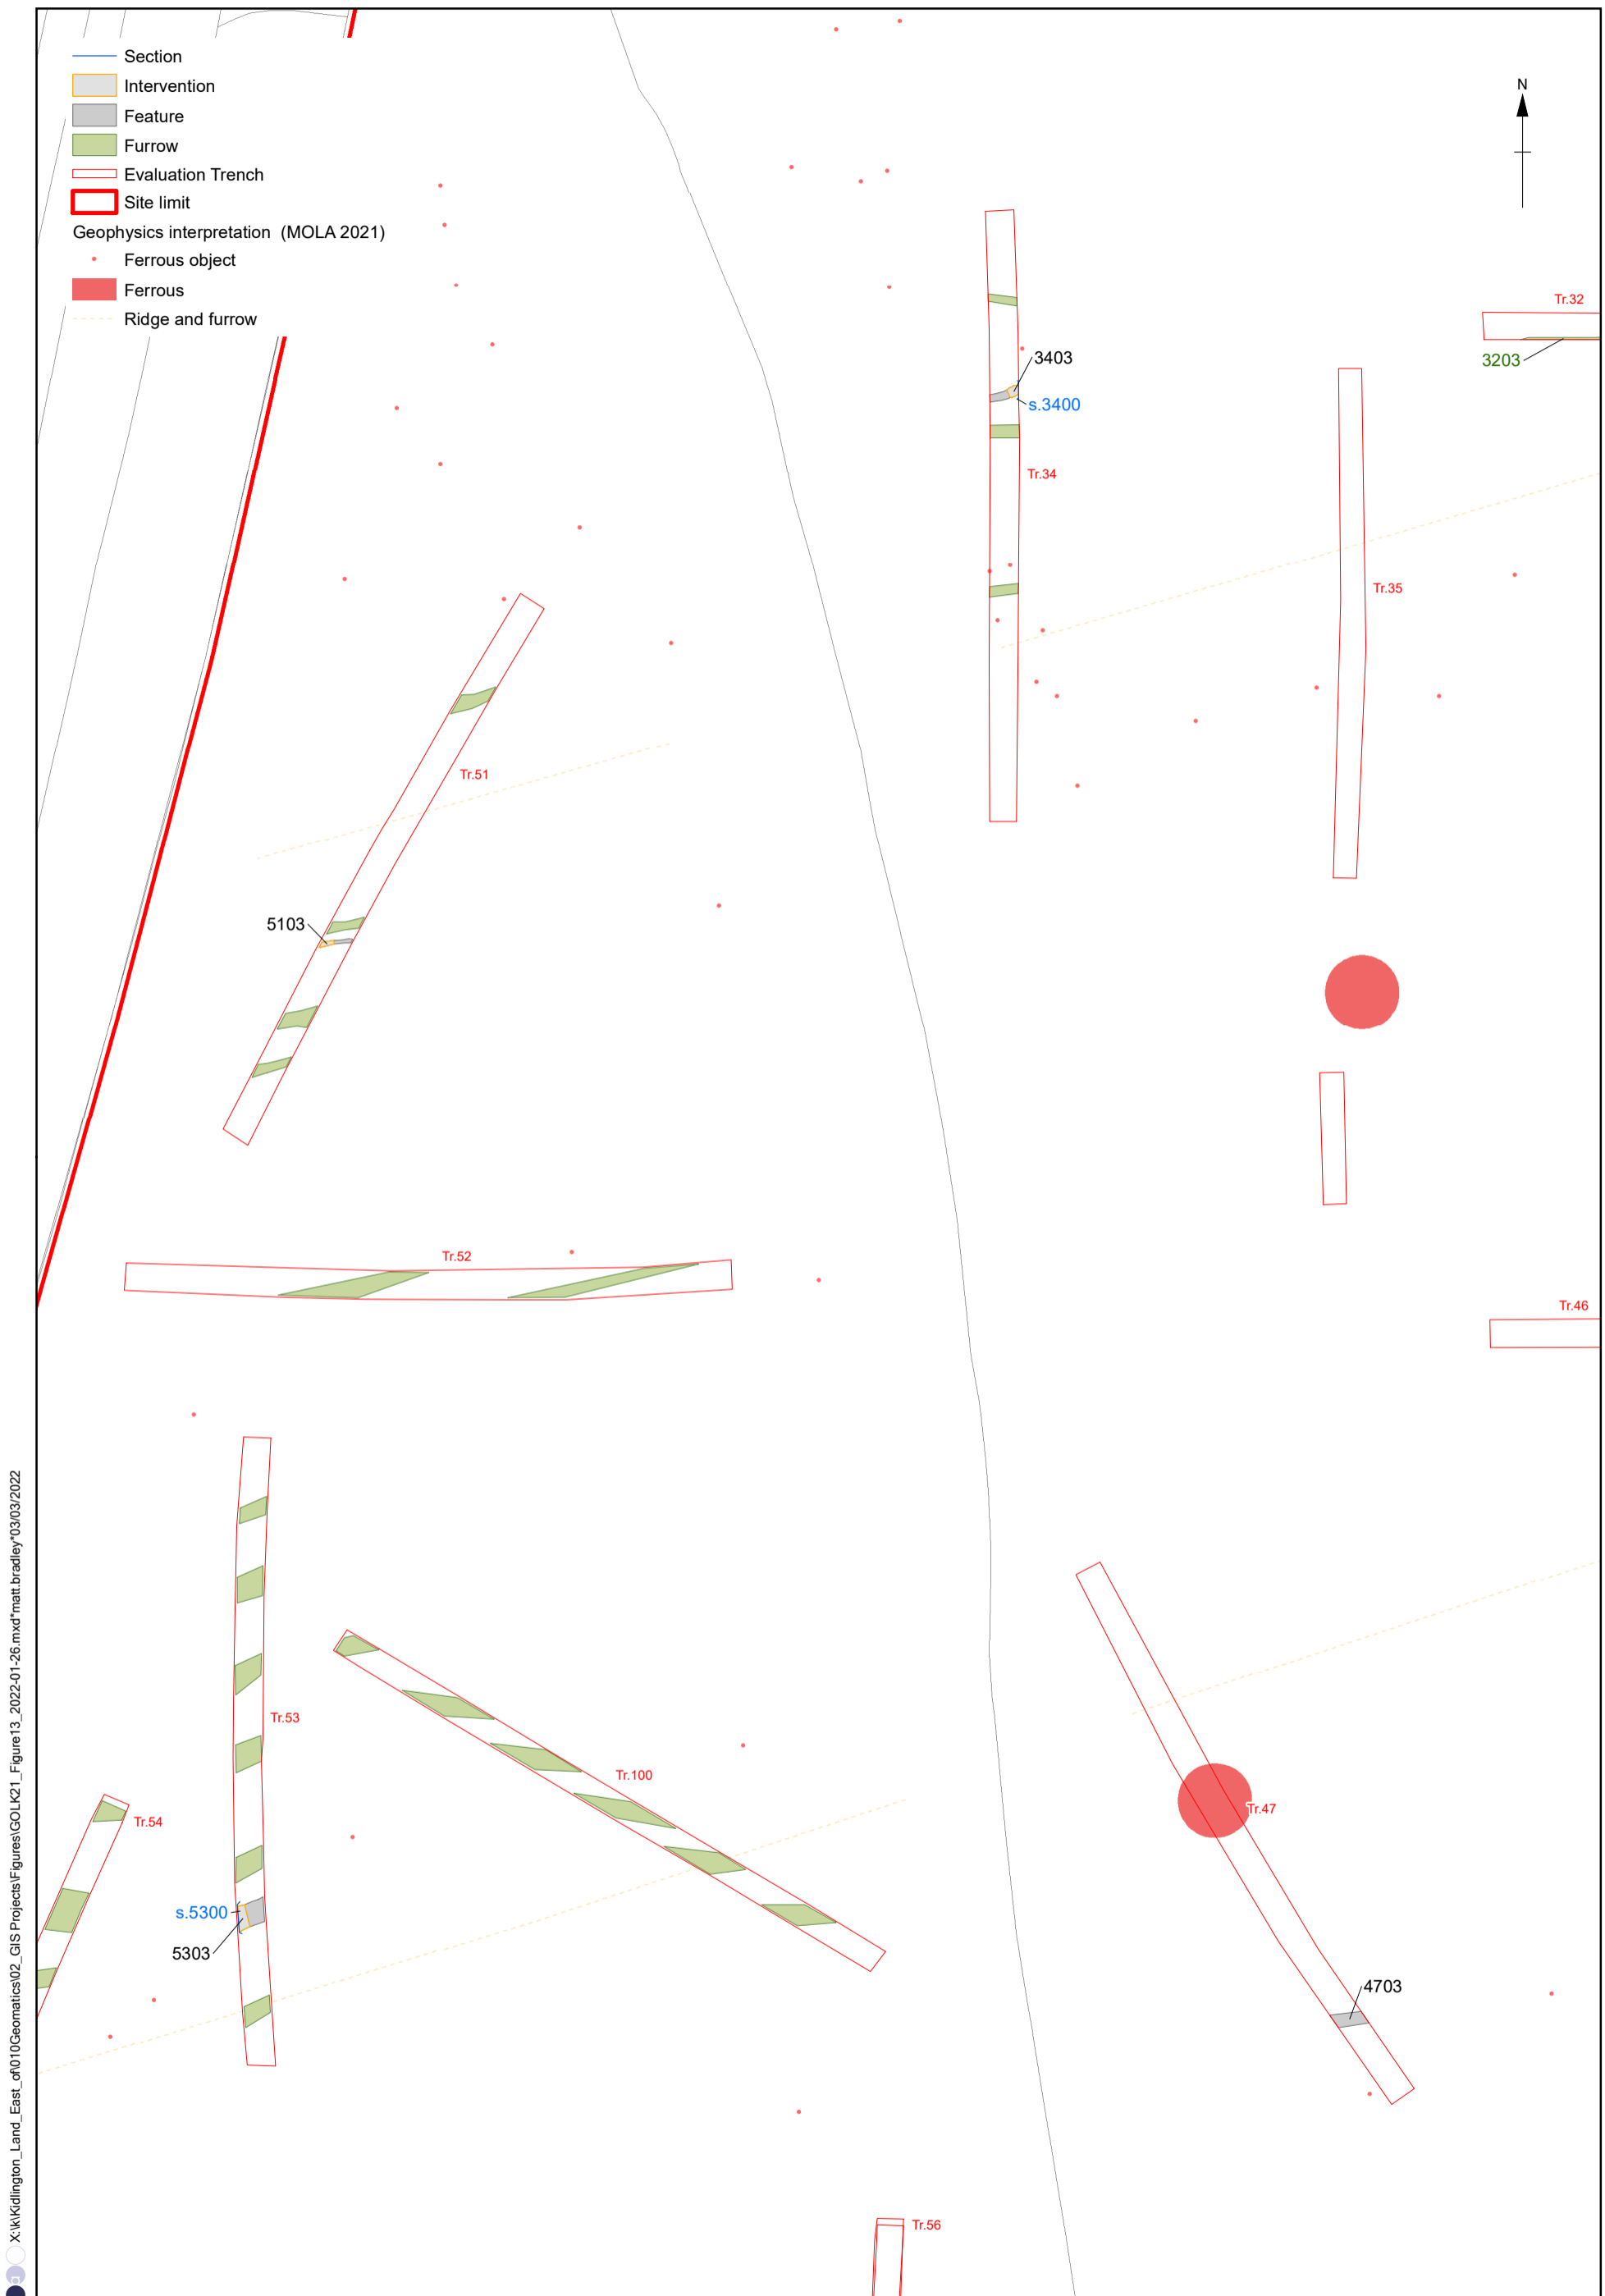 Section
Intervention
Feature
Furrow
Evaluation Trench
Site limit
Geophysics interpretation (MOLA 2021)
Ferrous object
Ferrous
Ridge and furrow
N
Tr.32
3203
3403
s.3400
Tr.34
Tr.35
Tr.51
5103
Tr.52
Tr.46
Tr.53
Tr.100
Tr.54
Tr.47
s.5300
5303
4703
Tr.56
X:\k\Kidlington_Land_East_of\010Geomatics\02_GIS Projects\Figures\GOLK21_Figure13_2022-01-26.mxd*matt.bradley*03/03/2022